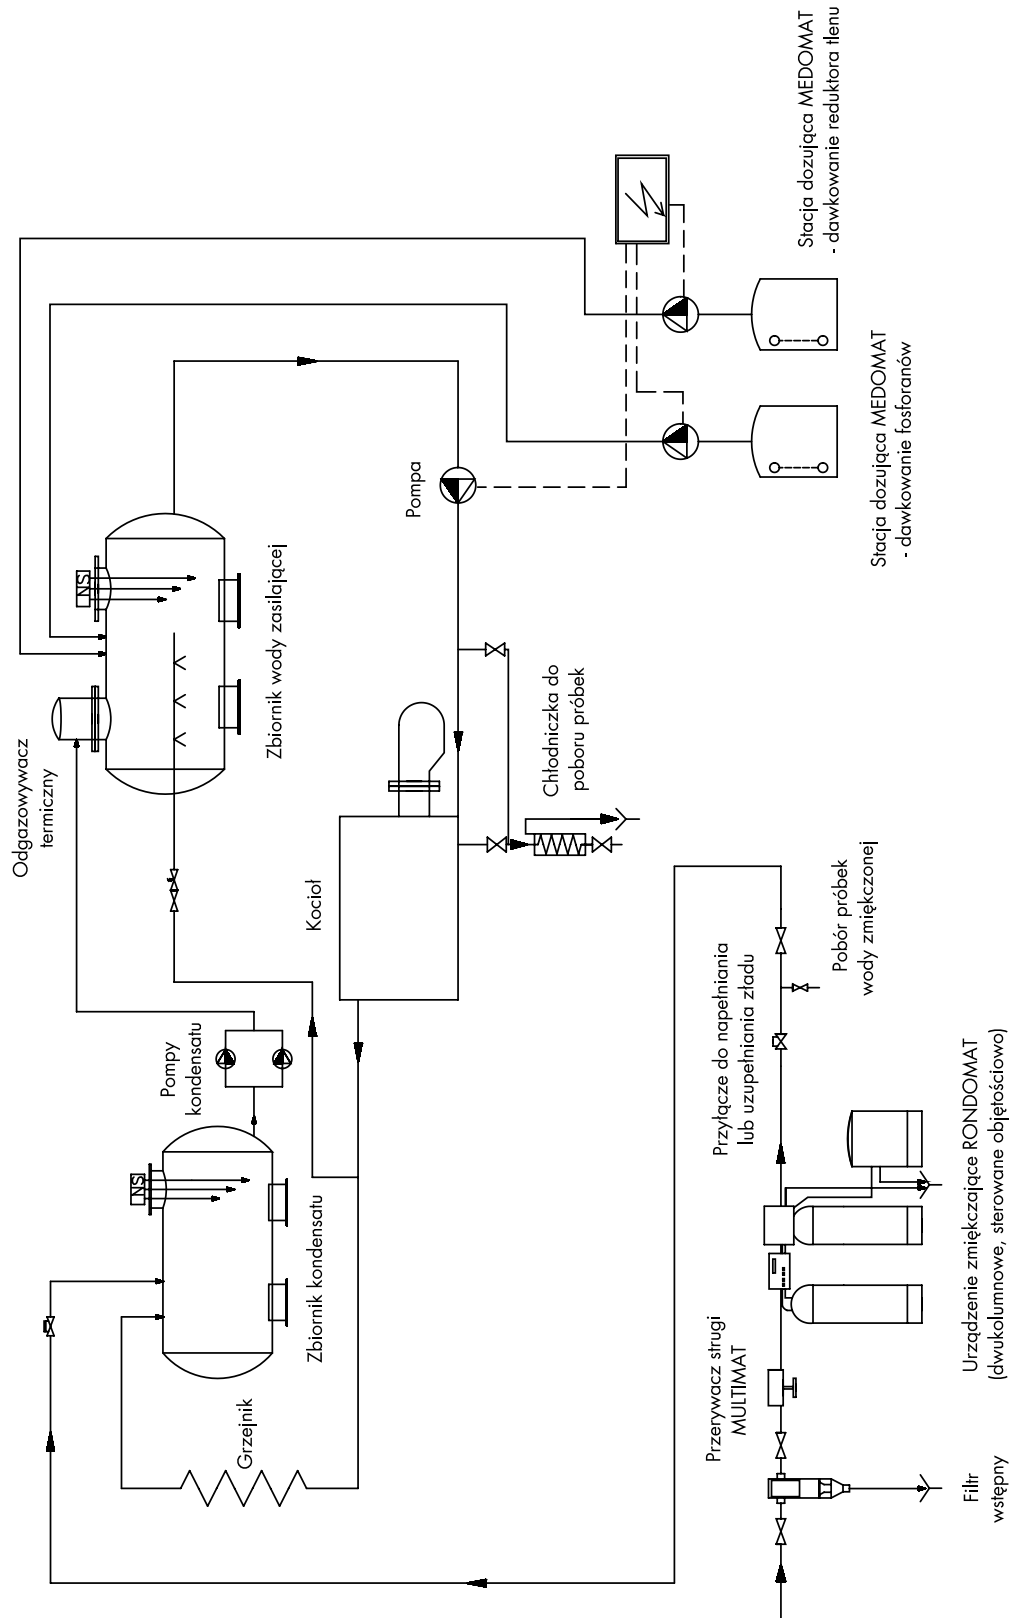 Filtr
wstępny
Przerywacz strugi
MULTIMAT
Urządzenie zmiękczające RONDOMAT
(dwukolumnowe, sterowane objętościowo)
Przyłącze do napełniania
lub uzupełniania zładu
Pobór próbek
wody zmiękczonej
Grzejnik
Zbiornik kondensatu
NS
Pompy
kondensatu
Kocioł
Odgazowywacz
termiczny
Zbiornik wody zasilającej
NS
Chłodniczka do
poboru próbek
Pompa
Stacja dozująca MEDOMAT
- dawkowanie fosforanów
Stacja dozująca MEDOMAT
- dawkowanie reduktora tlenu